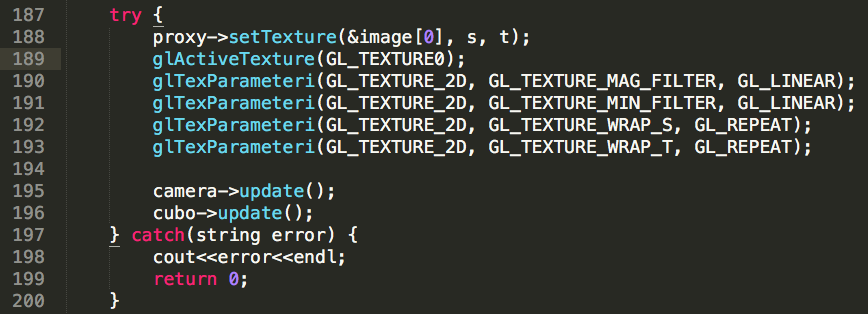 187 try {
188 proxy->setTexture(&image[0], s, t);
189 glActiveTexture(GL_TEXTURE0);
190 glTexParameteri(GL_TEXTURE_2D, GL_TEXTURE_MAG_FILTER, GL_LINEAR);
191 glTexParameteri(GL_TEXTURE_2D, GL_TEXTURE_MIN_FILTER, GL_LINEAR);
192 glTexParameteri(GL_TEXTURE_2D, GL_TEXTURE_WRAP_S, GL_REPEAT);
193 glTexParameteri(GL_TEXTURE_2D, GL_TEXTURE_WRAP_T, GL_REPEAT);
194
195 camera->update();
196 cubo->update();
197 } catch(string error) {
198 cout<<error<<endl;
199 return 0;
200 }